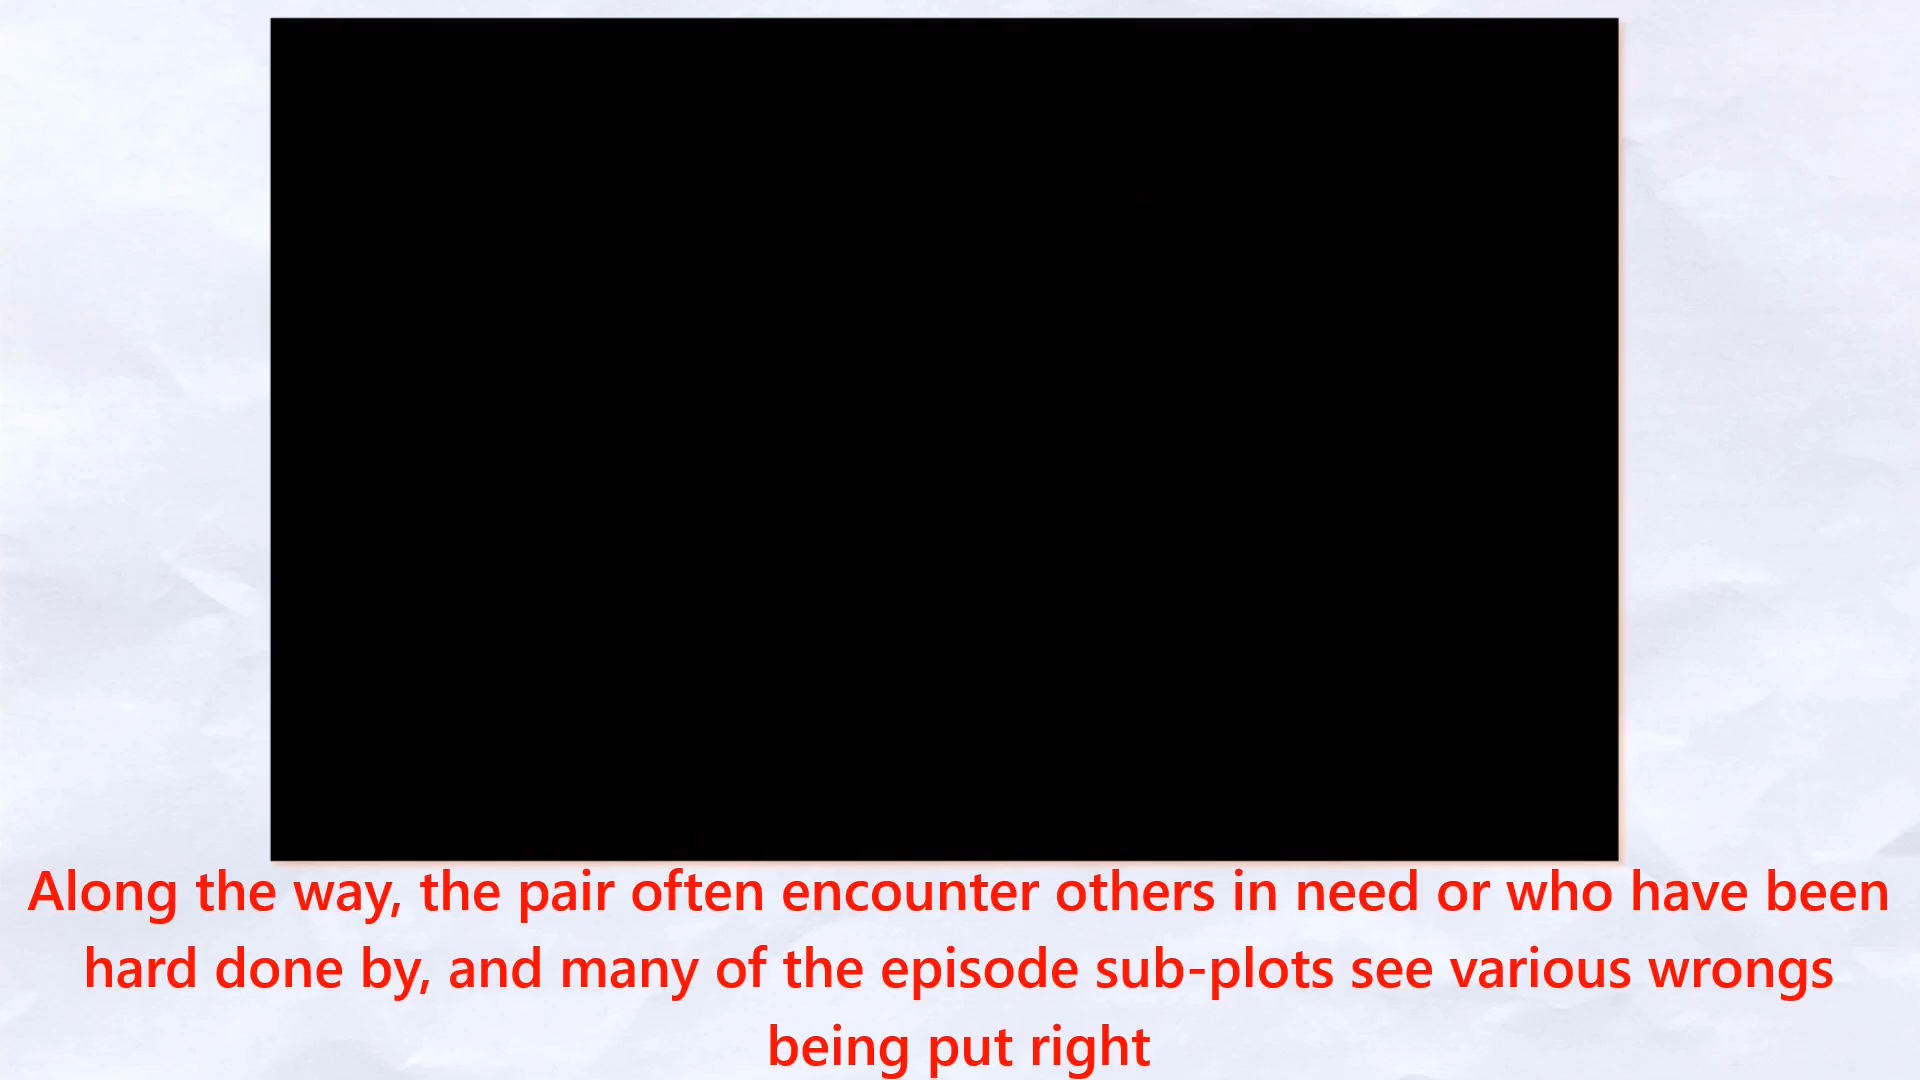 Along the way, the pair often encounter others in need or who have been
hard done by, and many of the episode sub-plots see various wrongs
being put right